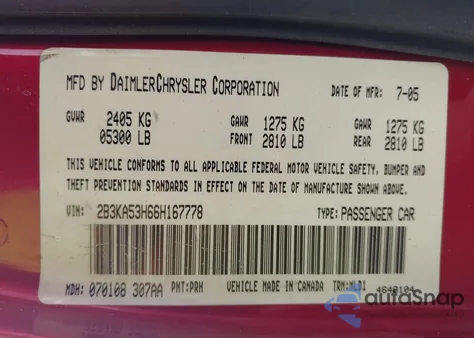 MFD BY DAIMLERCHRYSLER CORPORATION DATE OF MFR: 7-05
GVWR 2405 KG GAWR 1275 KG GAWR 1275 KG
05300 LB FRONT 2810 LB REAR 2810 LB
THIS VEHICLE CONFORMS TO ALL APPLICABLE FEDERAL MOTOR VEHICLE SAFETY, BUMPER AND
THEFT PREVENTION STANDARDS IN EFFECT ON THE DATE OF MANUFACTURE SHOWN ABOVE.
VIN: 2B3KA53H66H167778 TYPE: PASSENGER CAR
MDH: 070108 307AA PNT: PRH VEHICLE MADE IN CANADA TRM: MLD1
4648104
autoSnap